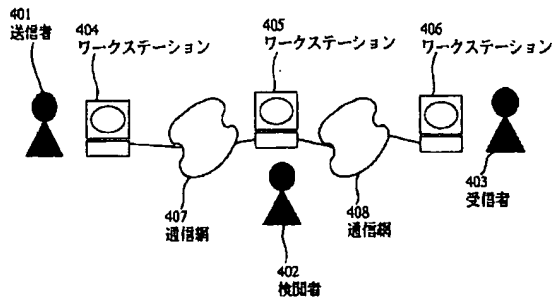 401
送信者
404
ワークステーション
405
ワークステーション
406
ワークステーション
407
通信網
402
検閲者
408
通信網
403
受信者